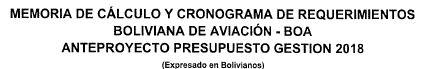 MEMORIA DE CÁLCULO Y CRONOGRAMA DE REQUERIMIENTOS
BOLIVIANA DE AVIACIÓN - BOA
ANTEPROYECTO PRESUPUESTO GESTION 2018
(Expresado en Bolivianos)